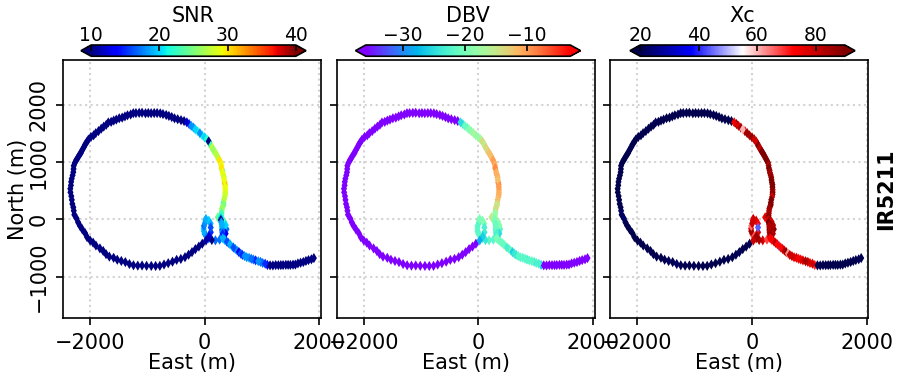 SNR
10 20 30 40
DBV
−30 −20 −10
Xc
20 40 60 80
North (m)
2000
1000
0
−1000
−2000 0 2000
East (m)
−2000 0 2000
East (m)
−2000 0 2000
East (m)
IR5211